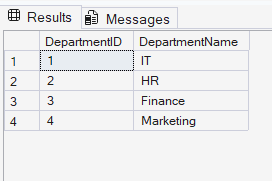 Results Messages
DepartmentID DepartmentName
1 1 IT
2 2 HR
3 3 Finance
4 4 Marketing